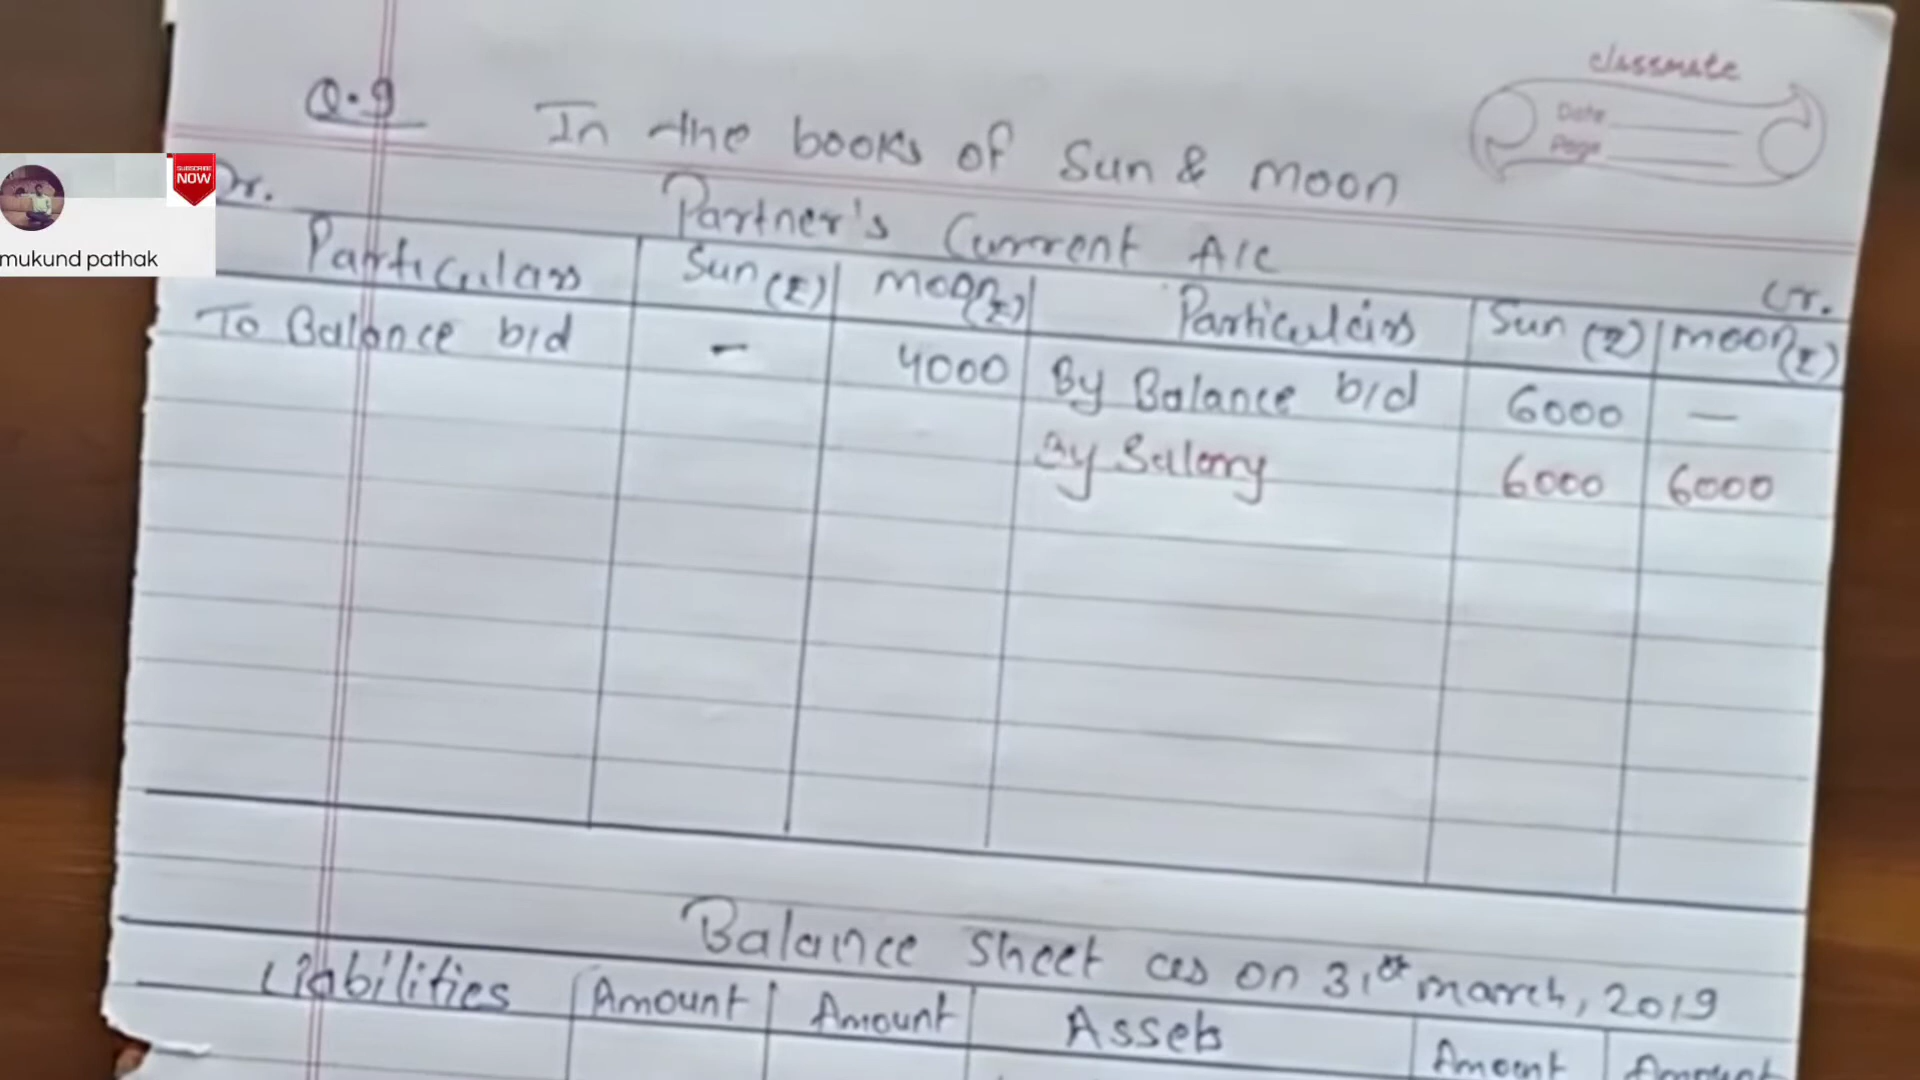 classmate
Date
Page
Q.9
In the books of Sun & Moon
SUBSCRIBE
NOW
mukund pathak
Dr.
Partner's Current A/c
Cr.
Particulars Sun (₹) Moon (₹) Particulars Sun (₹) Moon (₹)
To Balance b/d - 4000 By Balance b/d 6000 —
By Salary 6000 6000
Balance Sheet as on 31st March, 2019
Liabilities Amount Amount Assets Amount Amount